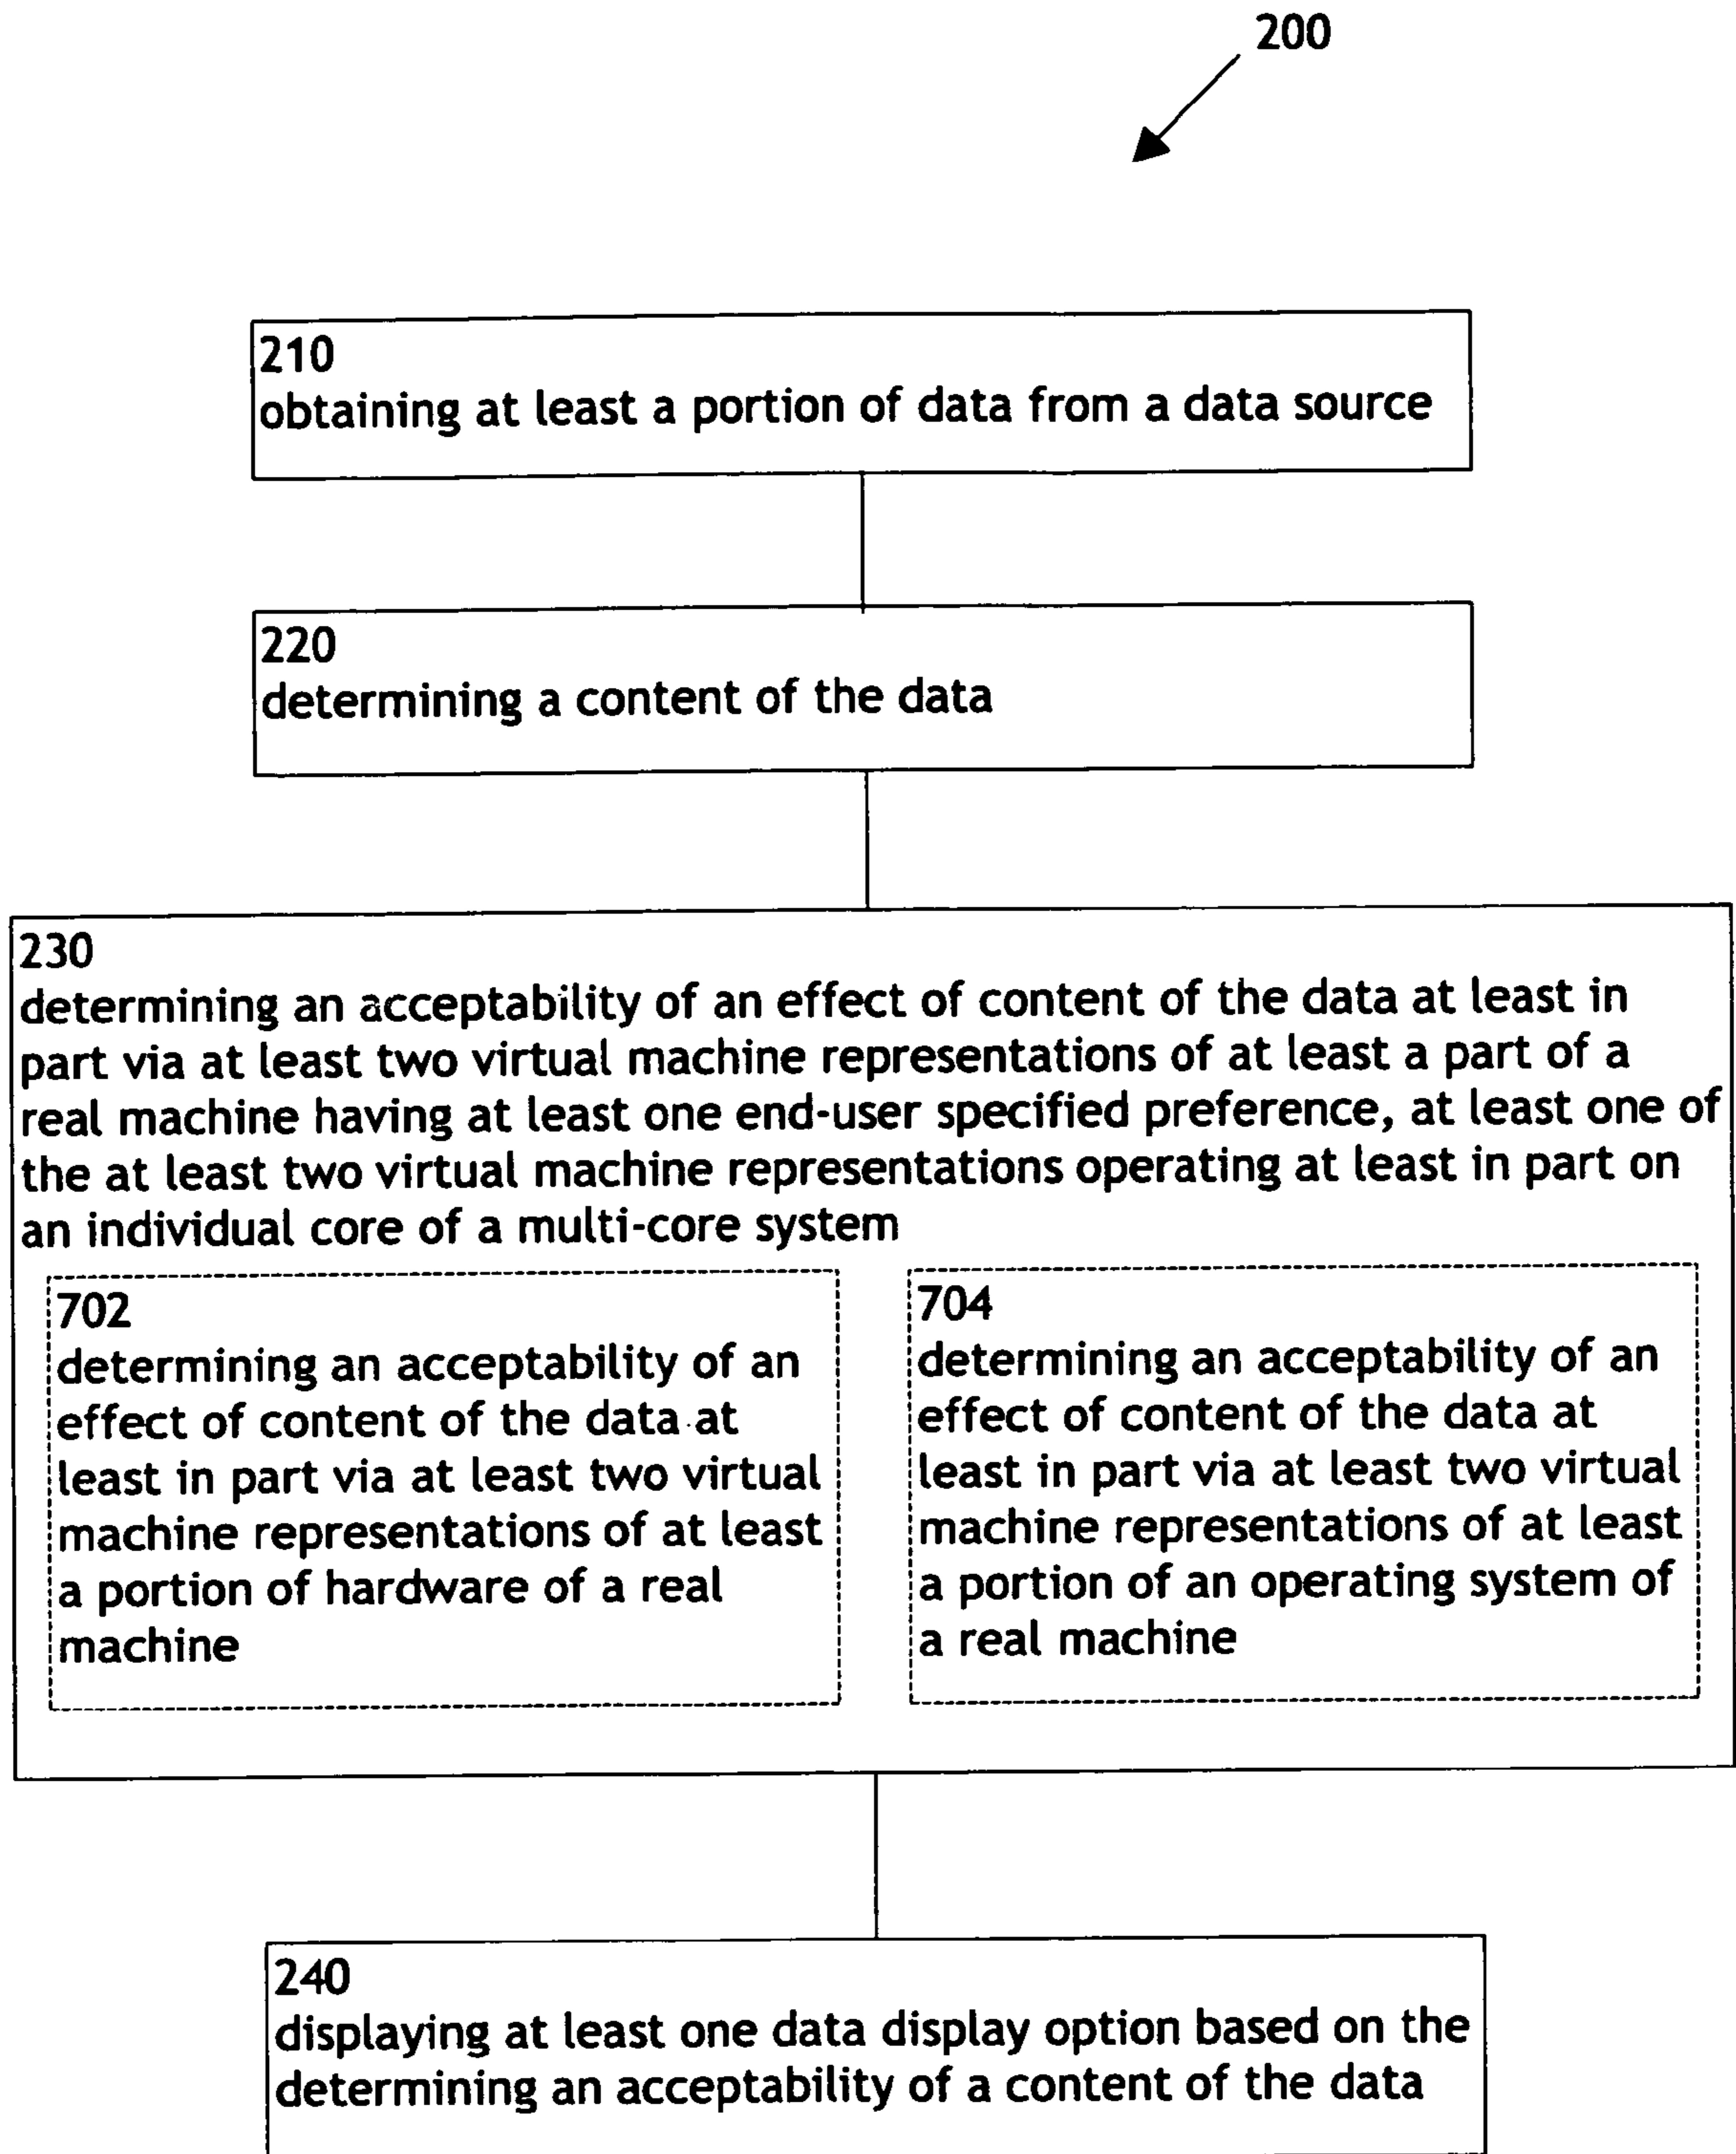 200
210
obtaining at least a portion of data from a data source
220
determining a content of the data
230
determining an acceptability of an effect of content of the data at least in
part via at least two virtual machine representations of at least a part of a
real machine having at least one end-user specified preference, at least one of
the at least two virtual machine representations operating at least in part on
an individual core of a multi-core system
702
determining an acceptability of an
effect of content of the data at
least in part via at least two virtual
machine representations of at least
a portion of hardware of a real
machine
704
determining an acceptability of an
effect of content of the data at
least in part via at least two virtual
machine representations of at least
a portion of an operating system of
a real machine
240
displaying at least one data display option based on the
determining an acceptability of a content of the data